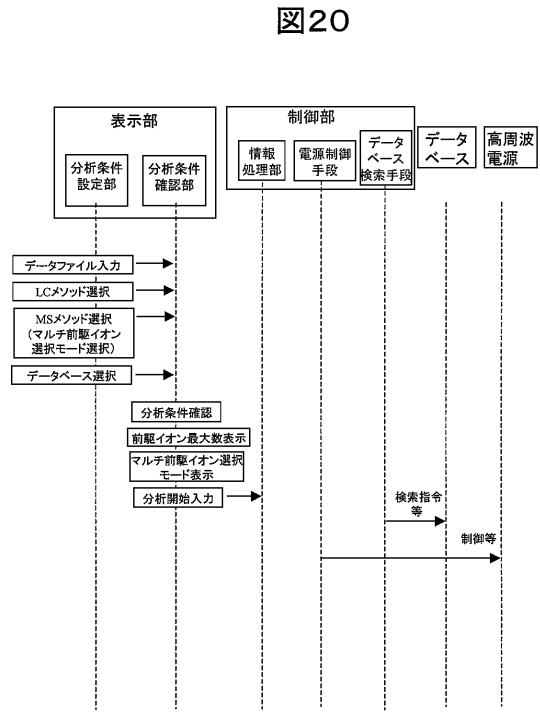 図20
表示部
分析条件
設定部
分析条件
確認部
制御部
情報
処理部
電源制御
手段
データ
ベース
検索手段
データ
ベース
高周波
電源
データファイル入力
LCメソッド選択
MSメソッド選択
(マルチ前駆イオン
選択モード選択)
データベース選択
分析条件確認
前駆イオン最大数表示
マルチ前駆イオン選択
モード表示
分析開始入力
検索指令
等
制御等